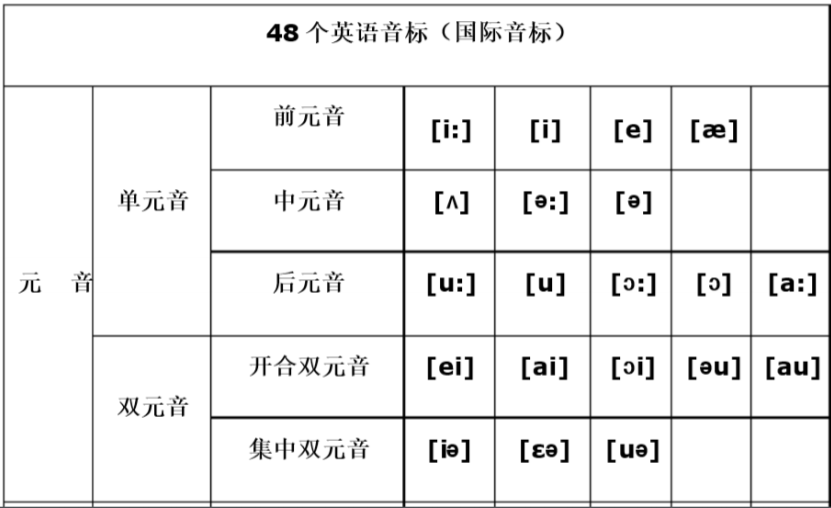 48 个英语音标（国际音标）
前元音 [i:] [i] [e] [æ]
单元音 中元音 [ʌ] [ə:] [ə]
元 音 后元音 [u:] [u] [ɔ:] [ɔ] [a:]
开合双元音 [ei] [ai] [ɔi] [əu] [au]
双元音
集中双元音 [iə] [ɛə] [uə]